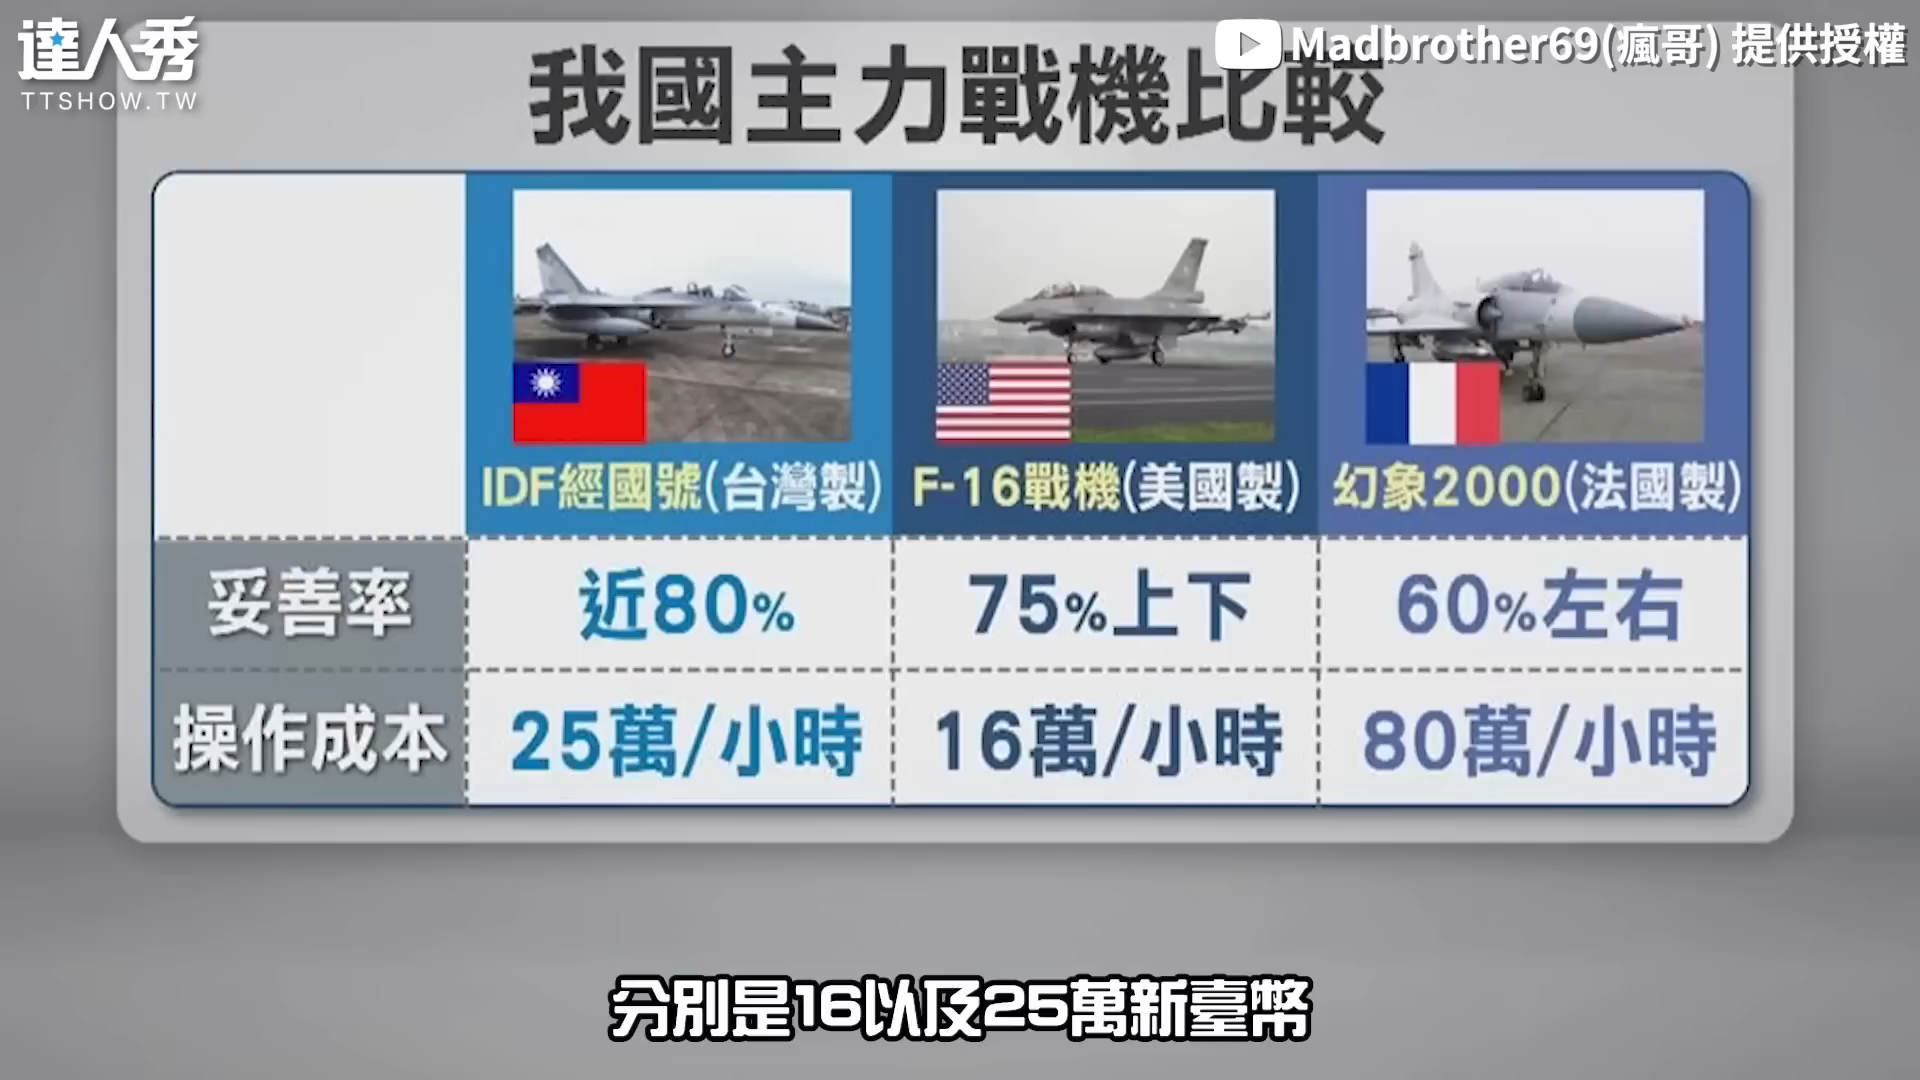 達人秀
TTSHOW.TW
Madbrother69(瘋哥) 提供授權
我國主力戰機比較
IDF經國號(台灣製)
F-16戰機(美國製)
幻象2000(法國製)
妥善率
近80%
75%上下
60%左右
操作成本
25萬/小時
16萬/小時
80萬/小時
分別是16以及25萬新臺幣